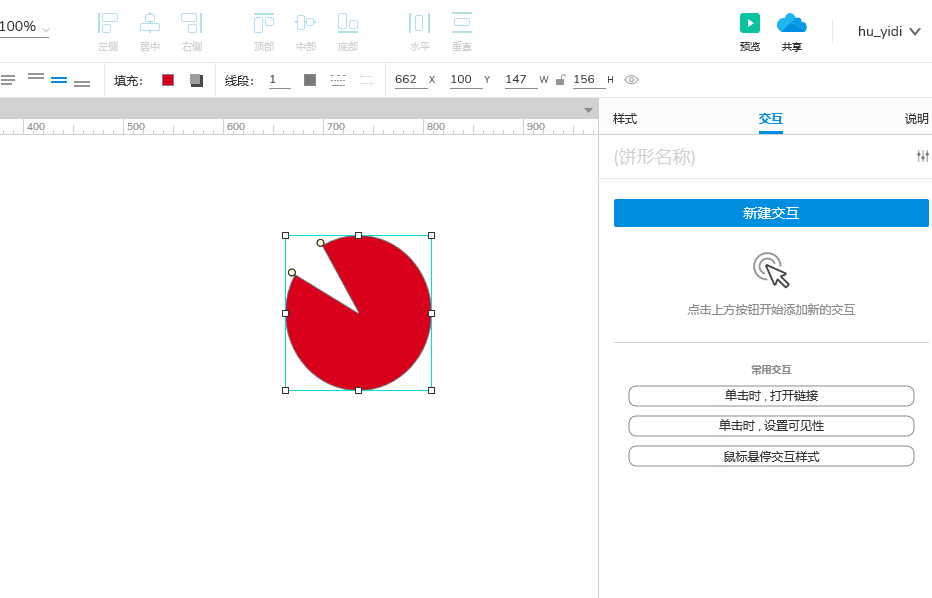 100%
左侧 居中 右侧 顶部 中部 底部 水平 垂直 预览 共享 hu_yidi
填充： 线段： 1 662 X 100 Y 147 W 156 H
400 500 600 700 800 900
样式 交互 说明
(饼形名称)
新建交互
点击上方按钮开始添加新的交互
常用交互
单击时 , 打开链接
单击时 , 设置可见性
鼠标悬停交互样式